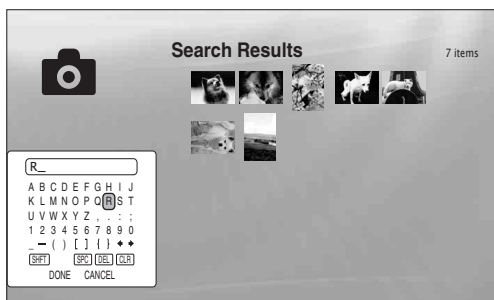 Search Results
7 items
R_
A B C D E F G H I J
K L M N O P Q R S T
U V W X Y Z , . : ;
1 2 3 4 5 6 7 8 9 0
_ – ( ) [ ] { }
SHFT SPC DEL CLR
DONE CANCEL